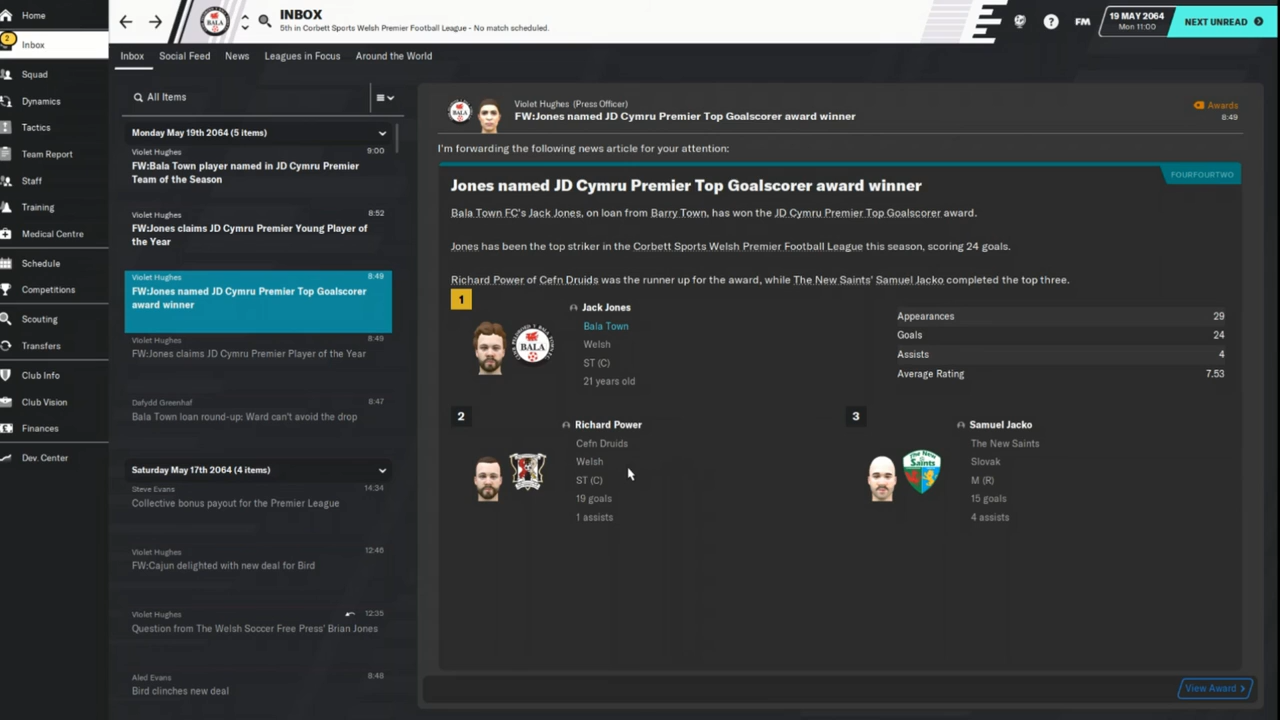 Home
2
Inbox
Squad
Dynamics
Tactics
Team Report
Staff
Training
Medical Centre
Schedule
Competitions
Scouting
Transfers
Club Info
Club Vision
Finances
Dev. Center
BALA
INBOX
5th in Corbett Sports Welsh Premier Football League - No match scheduled.
?
FM
19 MAY 2064
Mon 11:00
NEXT UNREAD
Inbox
Social Feed
News
Leagues in Focus
Around the World
All Items
Monday May 19th 2064 (5 items)
Violet Hughes
9:00
FW:Bala Town player named in JD Cymru Premier
Team of the Season
Violet Hughes
8:52
FW:Jones claims JD Cymru Premier Young Player of
the Year
Violet Hughes
8:49
FW:Jones named JD Cymru Premier Top Goalscorer
award winner
Violet Hughes
8:49
FW:Jones claims JD Cymru Premier Player of the Year
Dafydd Greenhaf
8:47
Bala Town loan round-up: Ward can't avoid the drop
Saturday May 17th 2064 (4 items)
Steve Evans
14:34
Collective bonus payout for the Premier League
Violet Hughes
12:46
FW:Cajun delighted with new deal for Bird
Violet Hughes
12:35
Question from The Welsh Soccer Free Press' Brian Jones
Aled Evans
8:48
Bird clinches new deal
BALA
Violet Hughes (Press Officer)
FW:Jones named JD Cymru Premier Top Goalscorer award winner
Awards
8:49
I'm forwarding the following news article for your attention:
FOURFOURTWO
Jones named JD Cymru Premier Top Goalscorer award winner
Bala Town FC's Jack Jones, on loan from Barry Town, has won the JD Cymru Premier Top Goalscorer award.
Jones has been the top striker in the Corbett Sports Welsh Premier Football League this season, scoring 24 goals.
Richard Power of Cefn Druids was the runner up for the award, while The New Saints' Samuel Jacko completed the top three.
1
BALA
Jack Jones
Bala Town
Welsh
ST (C)
21 years old
Appearances 29
Goals 24
Assists 4
Average Rating 7.53
2
Richard Power
Cefn Druids
Welsh
ST (C)
19 goals
1 assists
3
The New
Saints
Samuel Jacko
The New Saints
Slovak
M (R)
15 goals
4 assists
View Award >